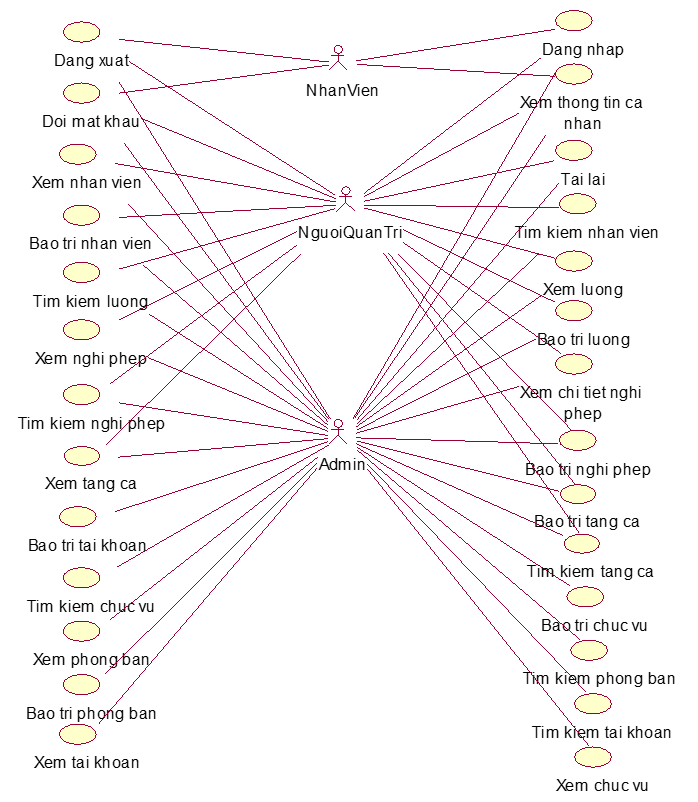 Dang xuat
Doi mat khau
Xem nhan vien
Bao tri nhan vien
Tim kiem luong
Xem nghi phep
Tim kiem nghi phep
Xem tang ca
Bao tri tai khoan
Tim kiem chuc vu
Xem phong ban
Bao tri phong ban
Xem tai khoan
NhanVien
NguoiQuanTri
Admin
Dang nhap
Xem thong tin ca
nhan
Tai lai
Tim kiem nhan vien
Xem luong
Bao tri luong
Xem chi tiet nghi
phep
Bao tri nghi phep
Bao tri tang ca
Tim kiem tang ca
Bao tri chuc vu
Tim kiem phong ban
Tim kiem tai khoan
Xem chuc vu